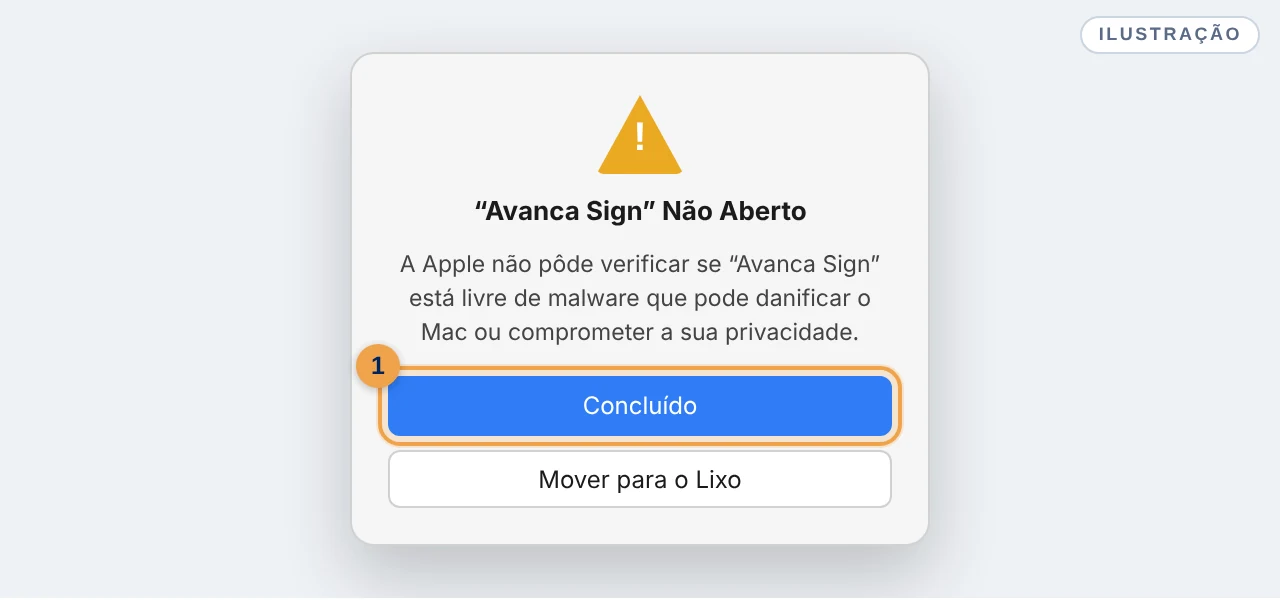 ILUSTRAÇÃO
!
“Avanca Sign” Não Aberto
A Apple não pôde verificar se “Avanca Sign”
está livre de malware que pode danificar o
Mac ou comprometer a sua privacidade.
1
Concluído
Mover para o Lixo